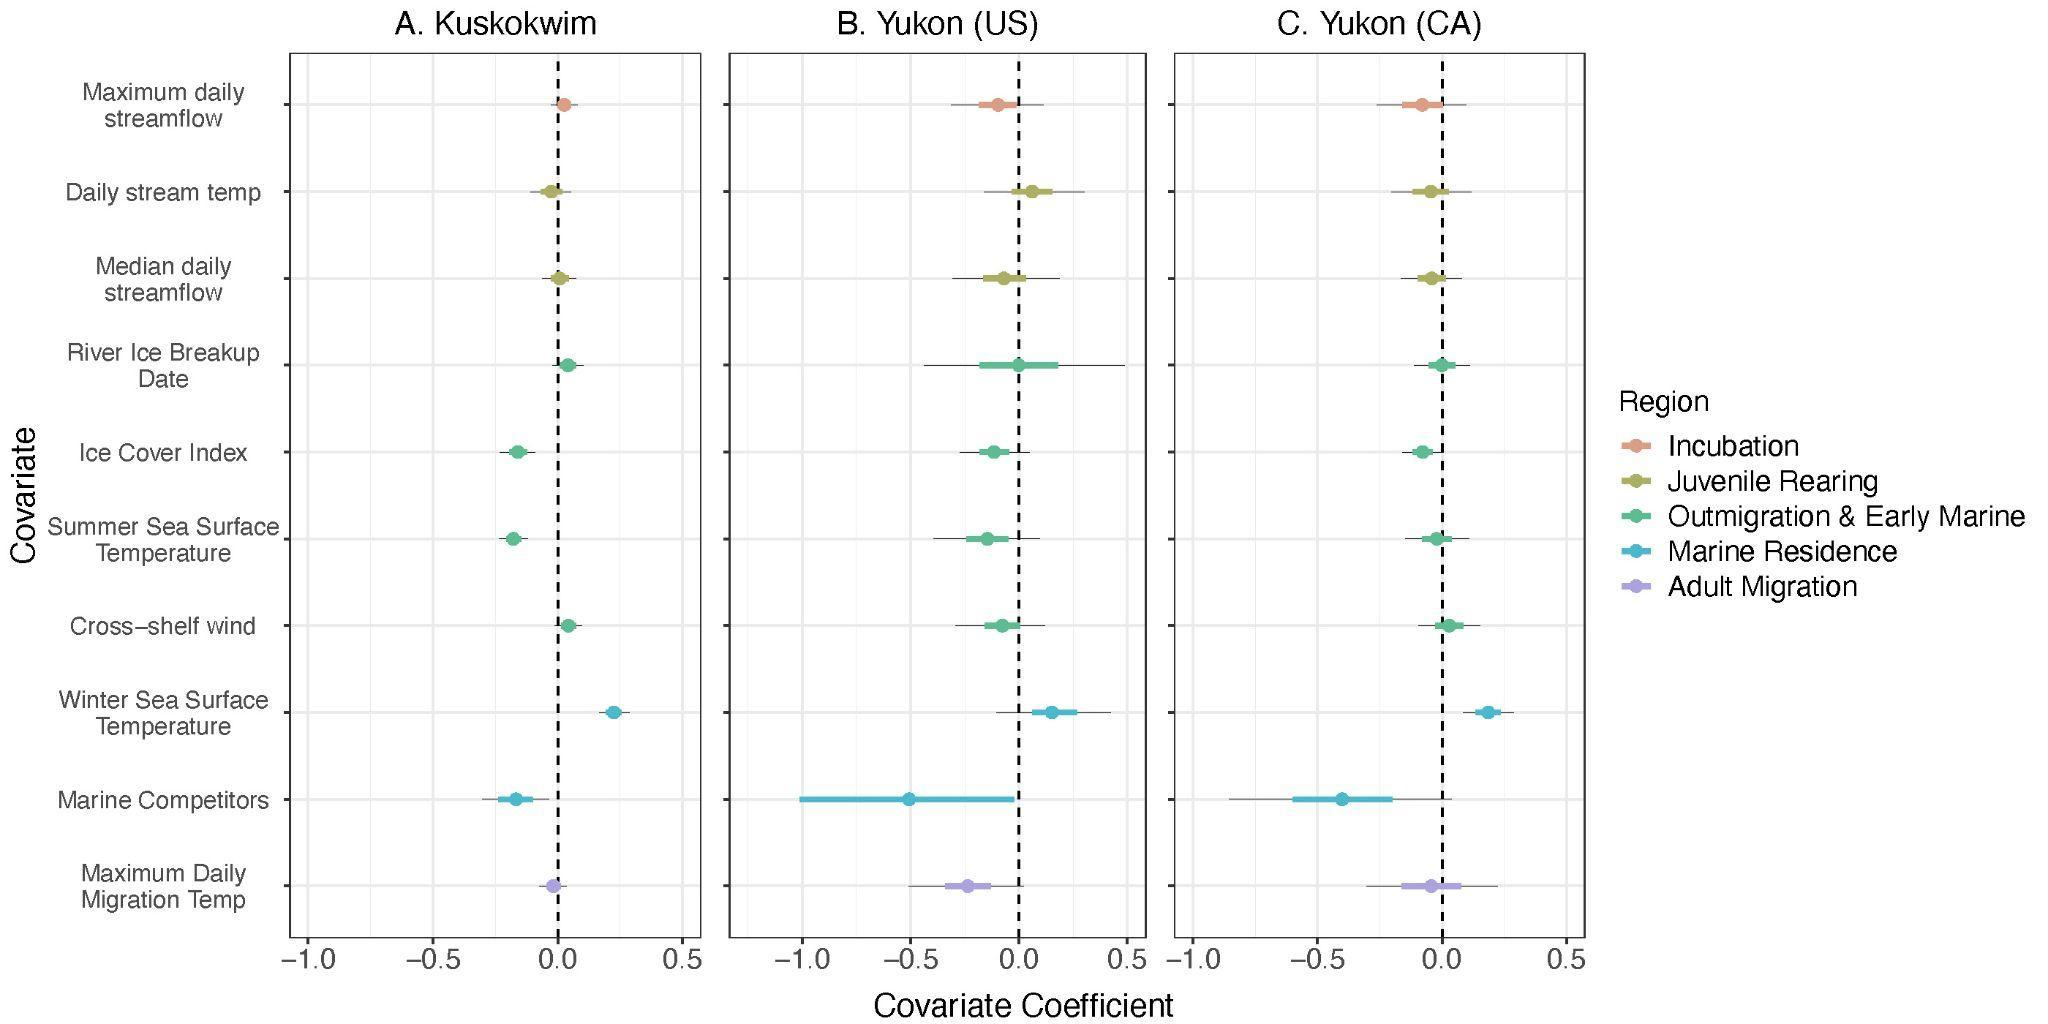 A. Kuskokwim
B. Yukon (US)
C. Yukon (CA)
Maximum daily
streamflow
Daily stream temp
Median daily
streamflow
River Ice Breakup
Date
Ice Cover Index
Summer Sea Surface
Temperature
Cross−shelf wind
Winter Sea Surface
Temperature
Marine Competitors
Maximum Daily
Migration Temp
Covariate
−1.0 −0.5 0.0 0.5
−1.0 −0.5 0.0 0.5
−1.0 −0.5 0.0 0.5
Covariate Coefficient
Region
Incubation
Juvenile Rearing
Outmigration & Early Marine
Marine Residence
Adult Migration